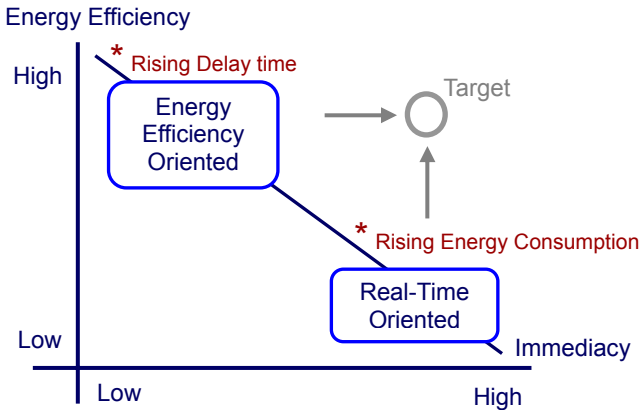 Energy Efficiency
* Rising Delay time
High
Target
Energy
Efficiency
Oriented
* Rising Energy Consumption
Real-Time
Oriented
Low
Immediacy
Low
High